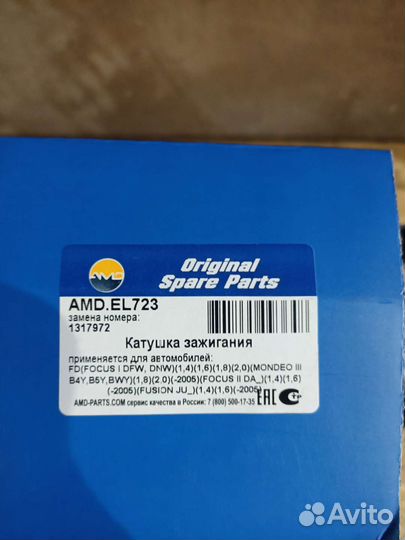 AMD
Original
Spare Parts
AMD.EL723
замена номера:
1317972
Катушка зажигания
применяется для автомобилей:
FD(FOCUS I DFW, DNW)(1,4)(1,6)(1,8)(2,0)(MONDEO III
B4Y,B5Y,BWY)(1,8)(2.0)(-2005)(FOCUS II DA_)(1,4)(1,6)
(-2005)(FUSION JU_)(1,4)(1,6)(-2005)
EAC
AMD-PARTS.COM сервис качества в России: 7 (800) 500-17-35
Avito